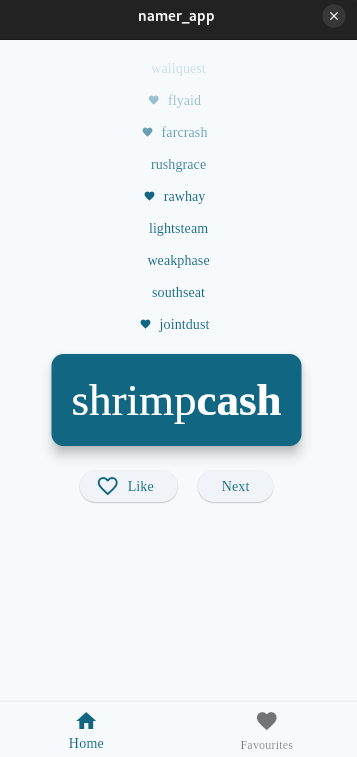 namer_app
wallquest
flyaid
farcrash
rushgrace
rawhay
lightsteam
weakphase
southseat
jointdust
shrimpcash
Like Next
Home Favourites